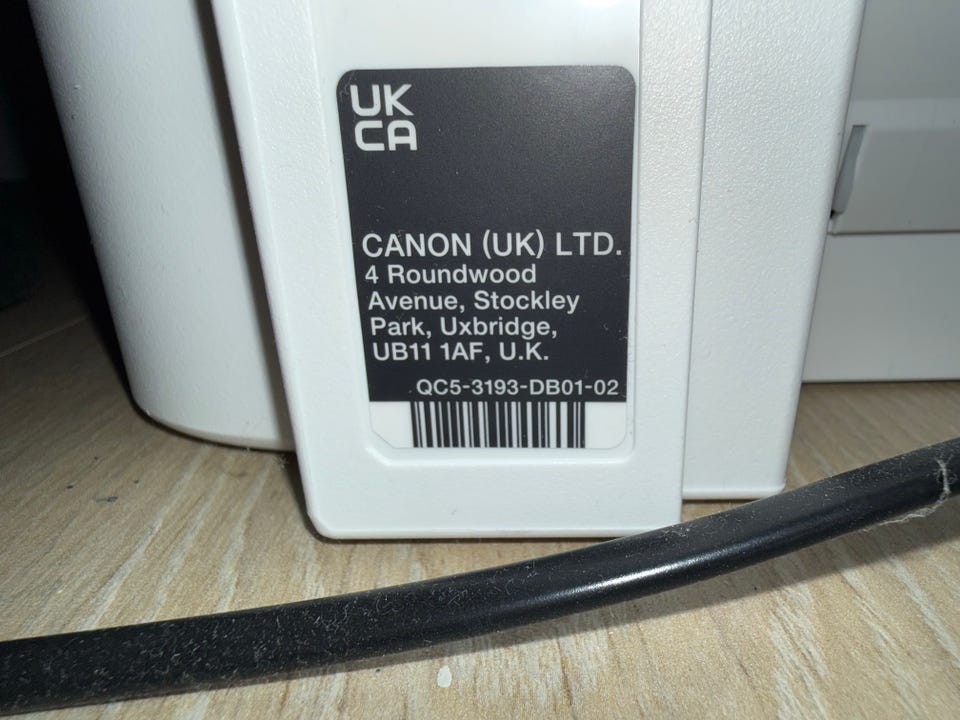 UK
CA
CANON (UK) LTD.
4 Roundwood
Avenue, Stockley
Park, Uxbridge,
UB11 1AF, U.K.
QC5-3193-DB01-02